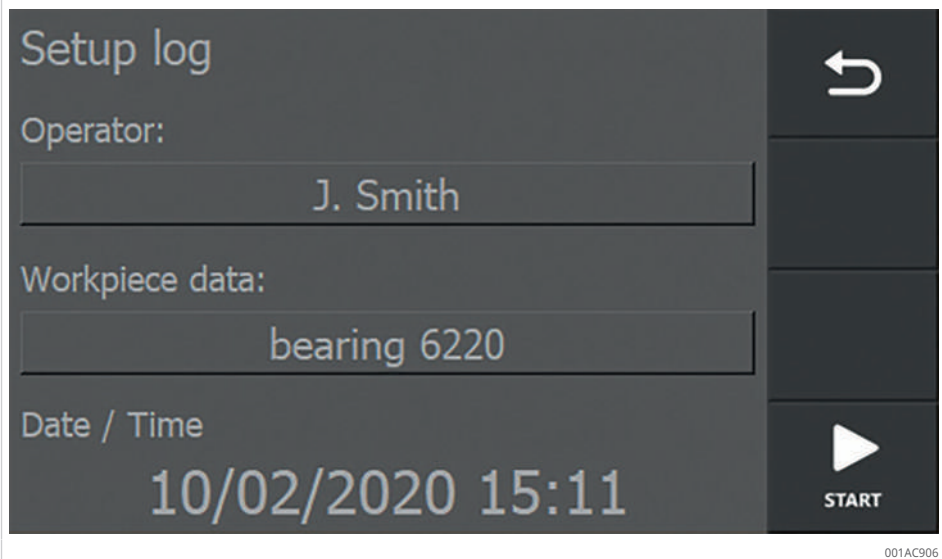 Setup log
Operator:
J. Smith
Workpiece data:
bearing 6220
Date / Time
10/02/2020 15:11
START
001AC906